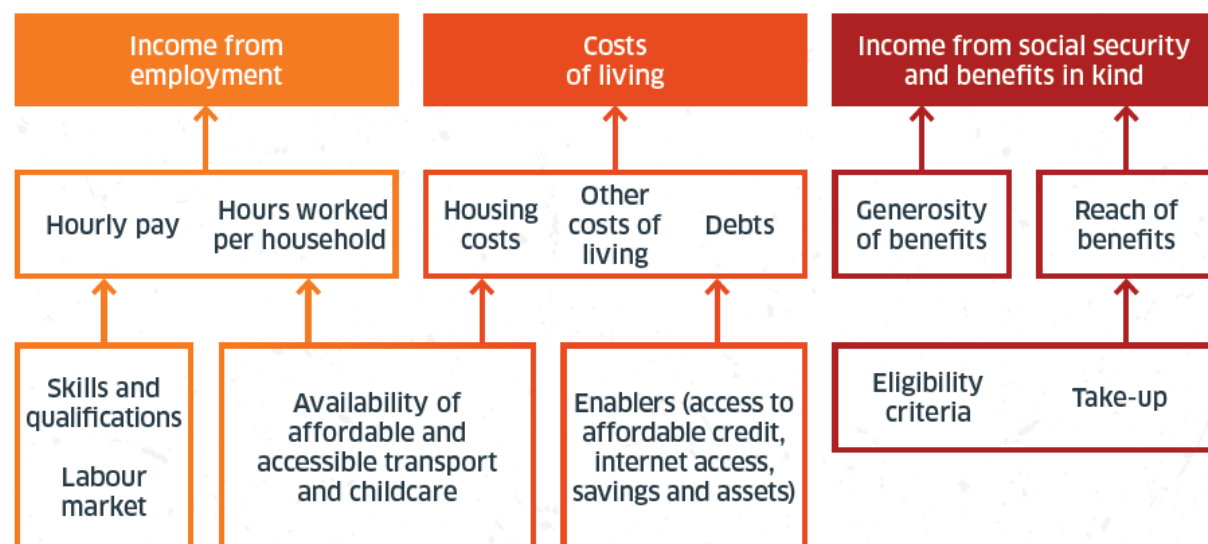 Income from
employment
Costs
of living
Income from social security
and benefits in kind
Hourly pay
Hours worked
per household
Housing
costs
Other
costs of
living
Debts
Generosity
of benefits
Reach of
benefits
Skills and
qualifications
Labour
market
Availability of
affordable and
accessible transport
and childcare
Enablers (access to
affordable credit,
internet access,
savings and assets)
Eligibility
criteria
Take-up